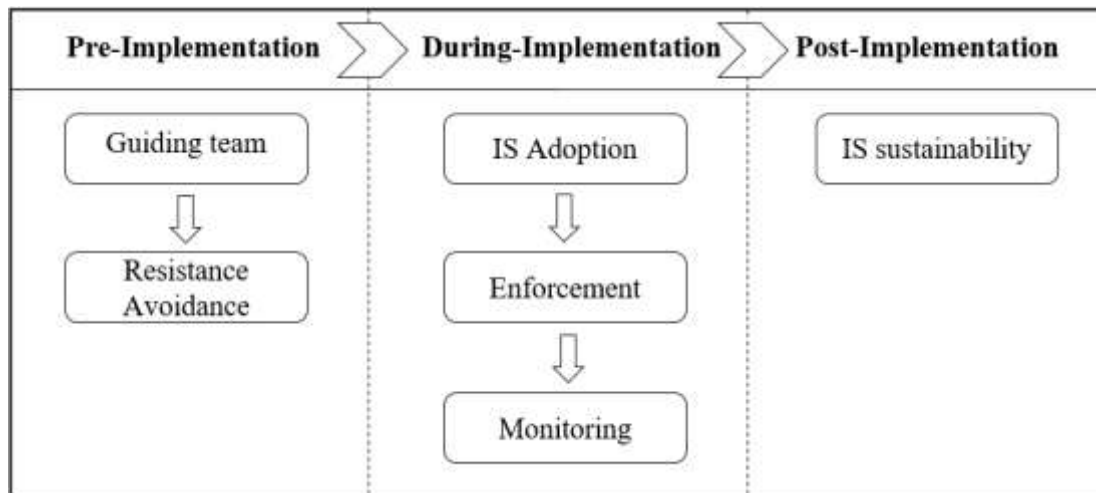 Pre-Implementation
During-Implementation
Post-Implementation
Guiding team
Resistance
Avoidance
IS Adoption
Enforcement
Monitoring
IS sustainability